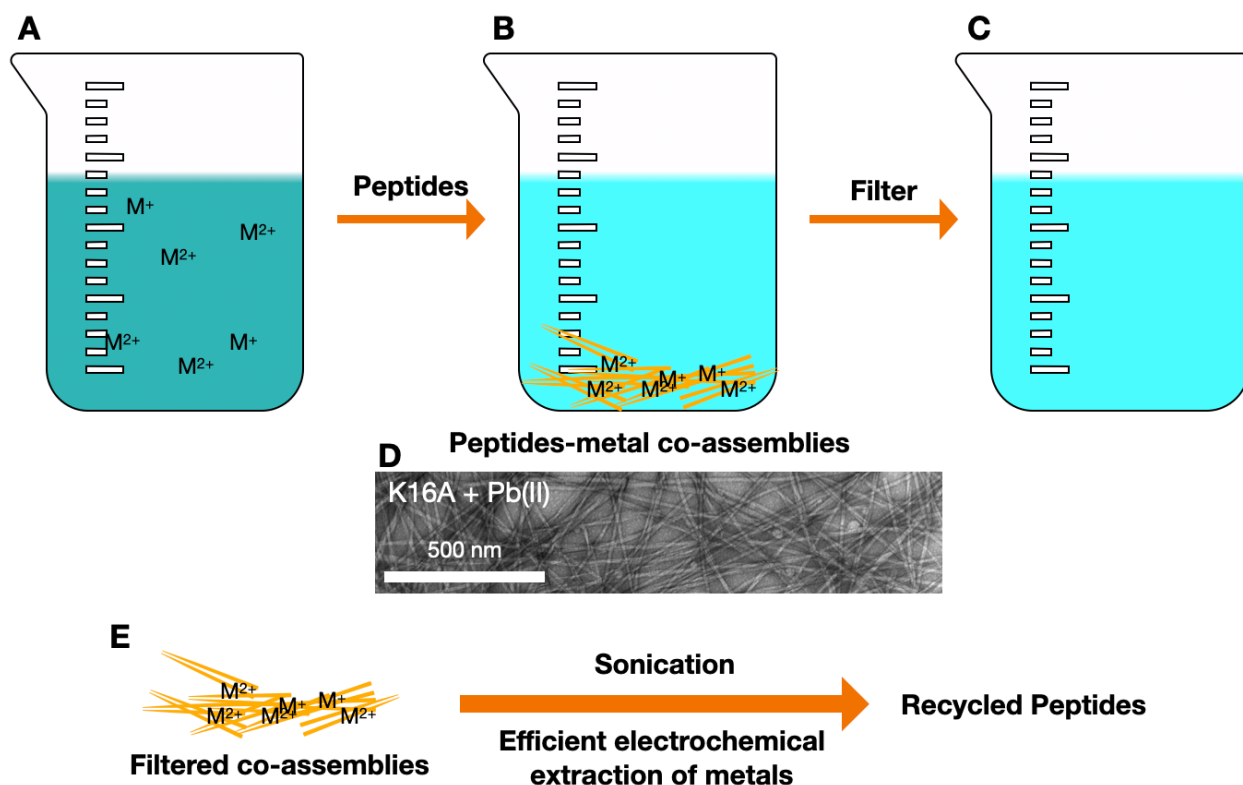 A
B
C
Peptides
Filter
M⁺
M²⁺
M²⁺
M²⁺
M⁺
M²⁺
M²⁺
M⁺
M⁺
M²⁺
M²⁺
M²⁺
Peptides-metal co-assemblies
D
K16A + Pb(II)
500 nm
E
M²⁺
M⁺
M⁺
M²⁺
M²⁺
M²⁺
Filtered co-assemblies
Sonication
Efficient electrochemical
extraction of metals
Recycled Peptides